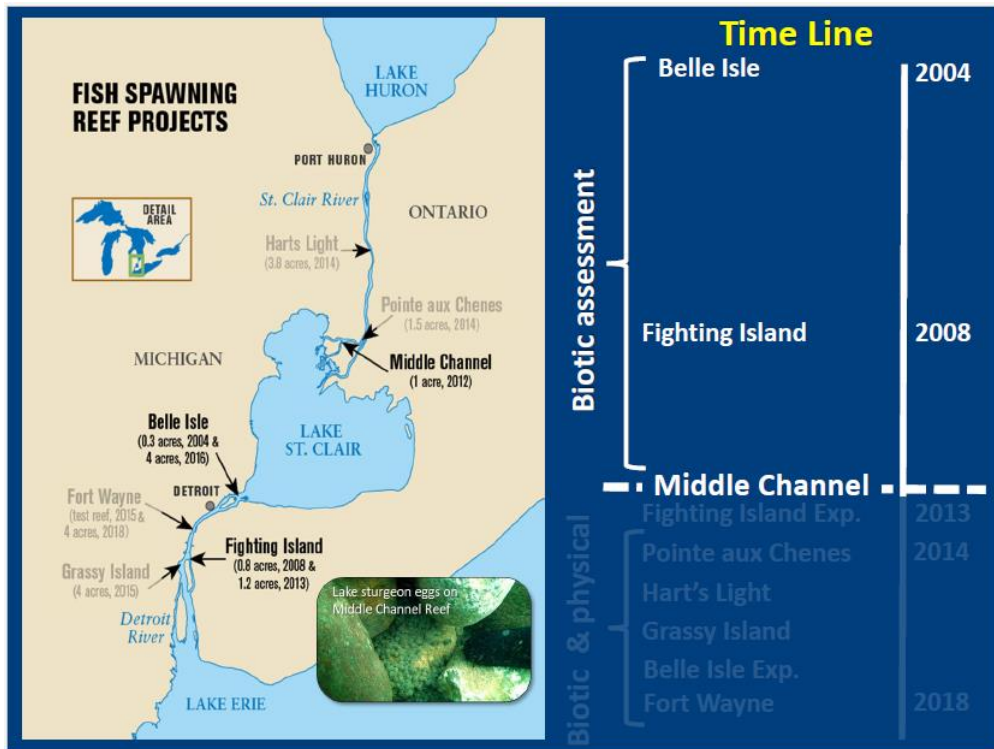 FISH SPAWNING
REEF PROJECTS
DETAIL
AREA
LAKE
HURON
PORT HURON
St. Clair River
ONTARIO
Harts Light
(3.8 acres, 2014)
Pointe aux Chenes
(1.5 acres, 2014)
MICHIGAN
Middle Channel
(1 acre, 2012)
Belle Isle
(0.3 acres, 2004 &
4 acres, 2016)
LAKE
ST. CLAIR
DETROIT
Fort Wayne
(test reef, 2015 &
4 acres, 2018)
Fighting Island
(0.8 acres, 2008 &
1.2 acres, 2013)
Grassy Island
(4 acres, 2015)
Detroit
River
Lake sturgeon eggs on
Middle Channel Reef
LAKE ERIE
Time Line
Biotic assessment
Belle Isle 2004
Fighting Island 2008
Middle Channel
Fighting Island Exp. 2013
Biotic & physical
Pointe aux Chenes 2014
Hart's Light
Grassy Island
Belle Isle Exp.
Fort Wayne 2018